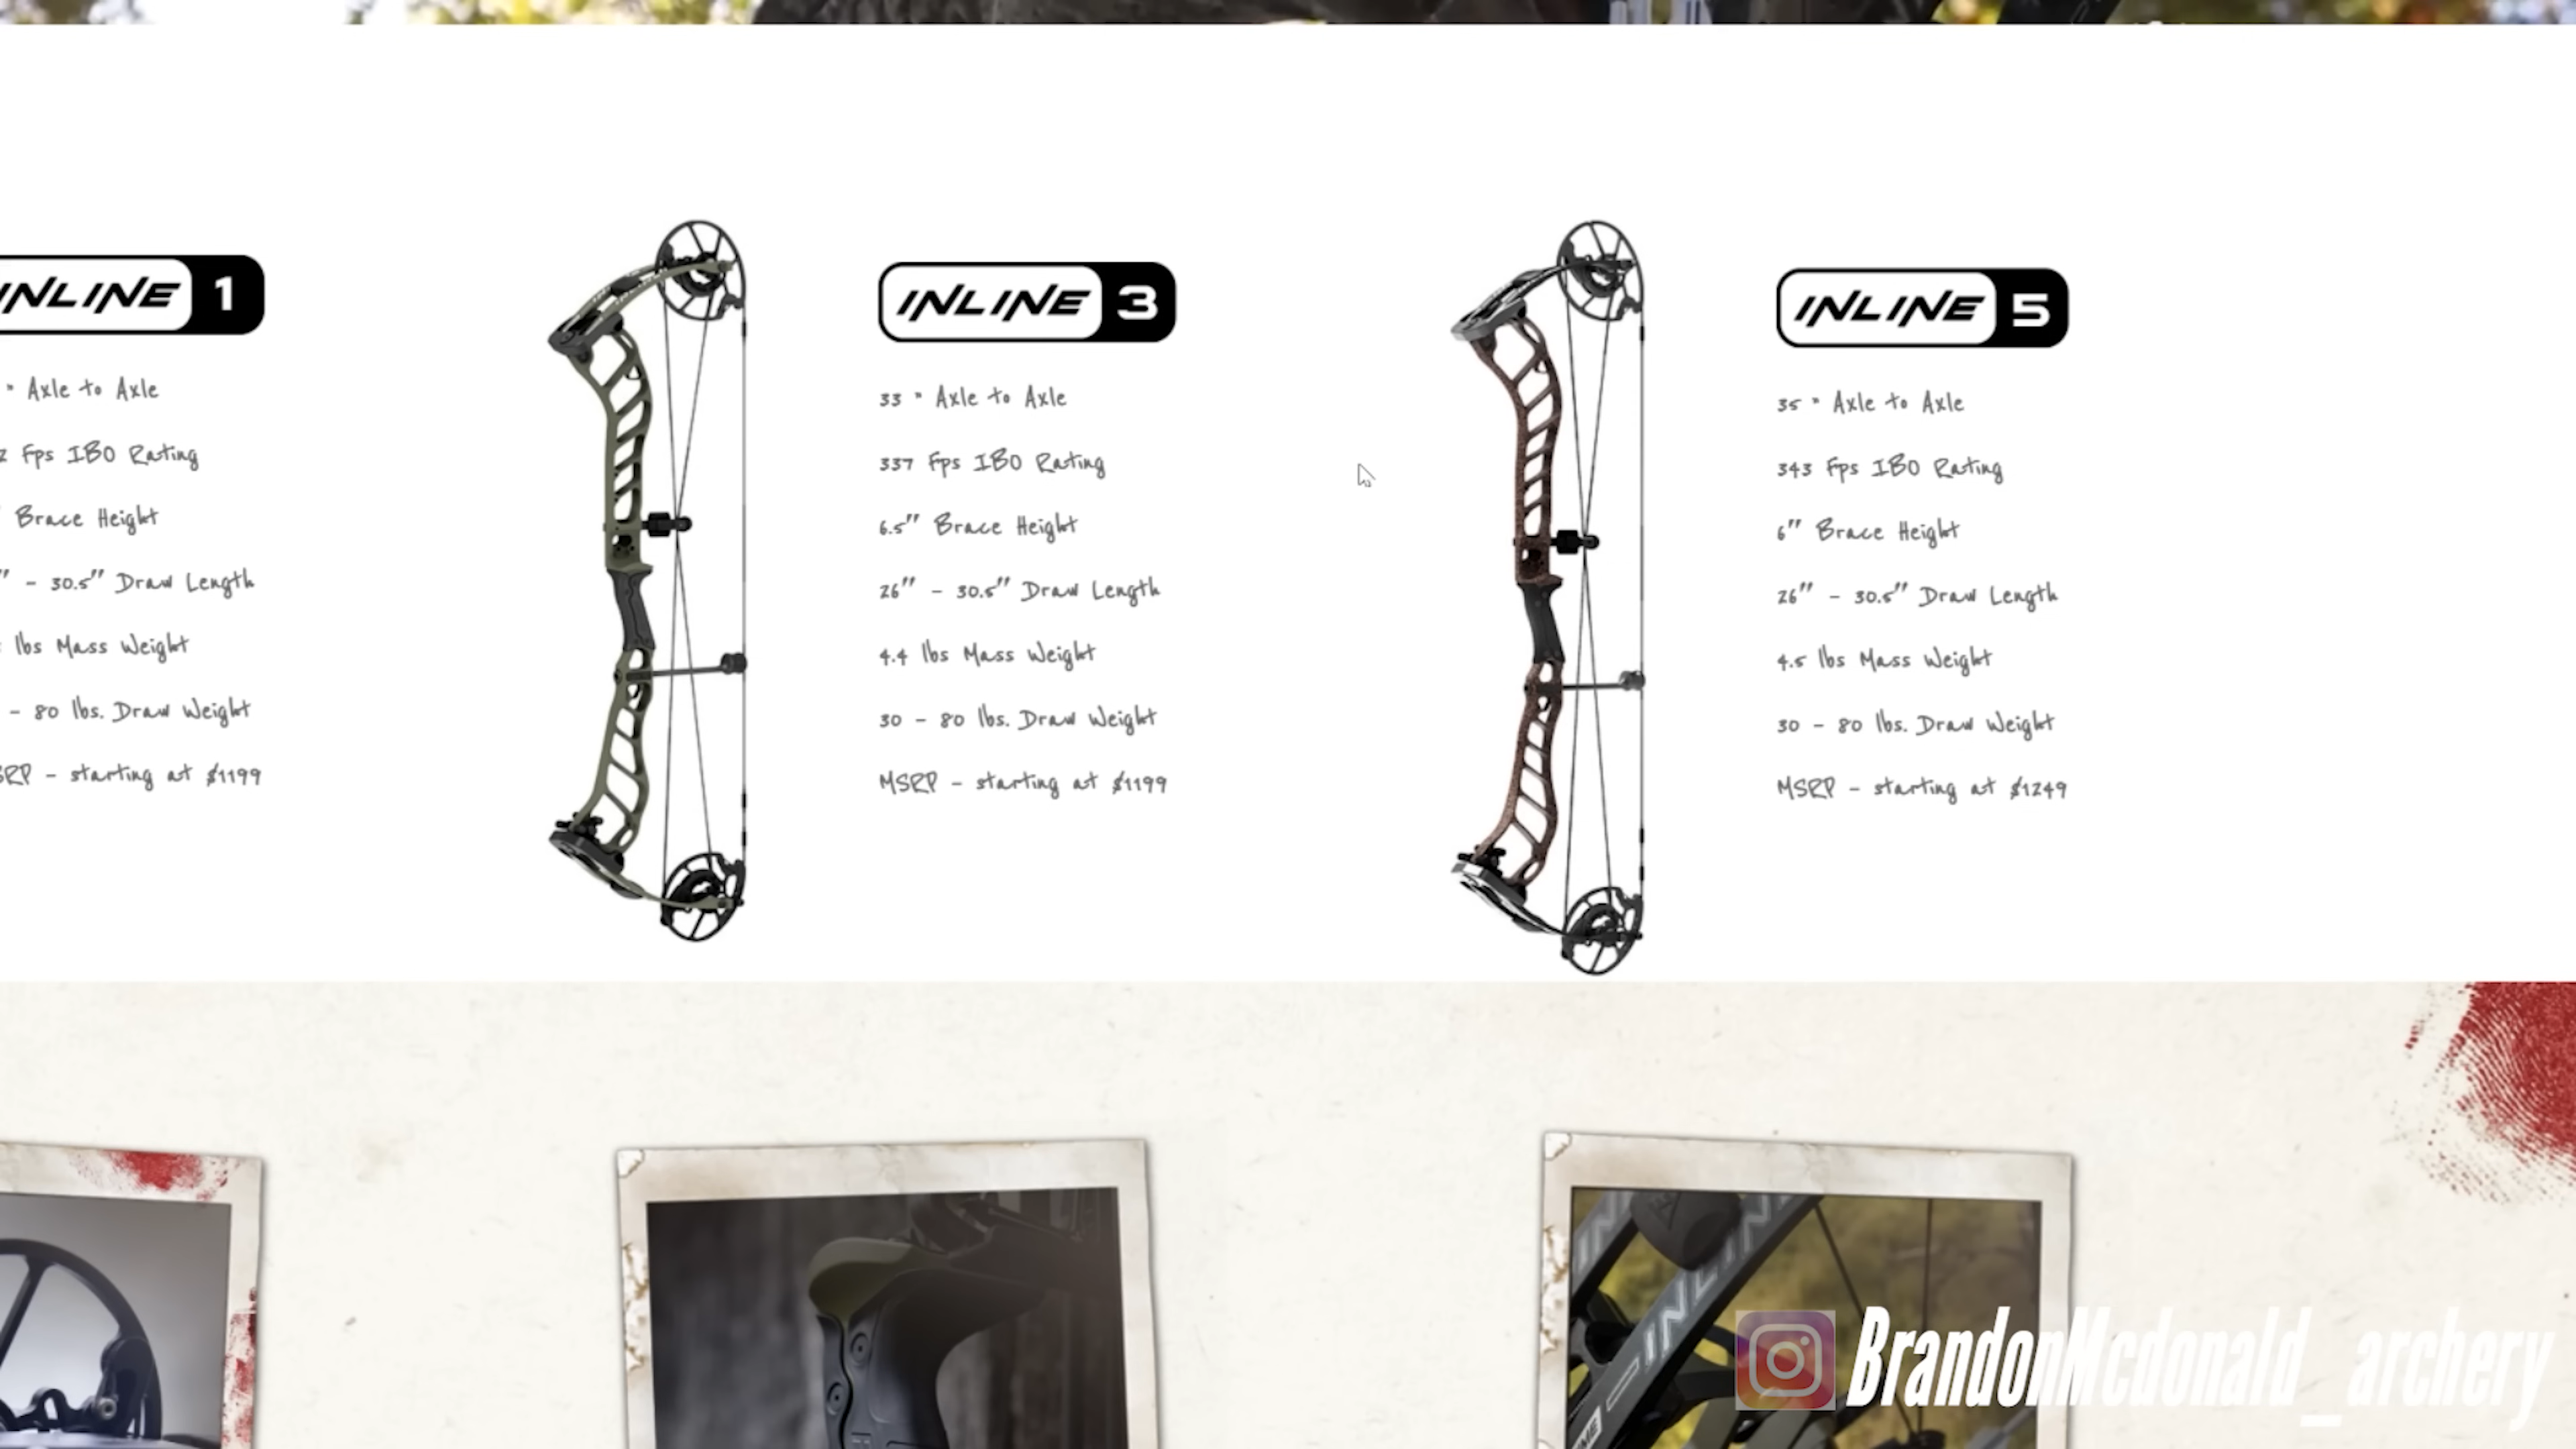 INLINE 1
" Axle to Axle
Fps IBO Rating
" Brace Height
" - 30.5" Draw Length
lbs Mass Weight
- 80 lbs. Draw Weight
SRP - starting at $1199
INLINE 3
33 " Axle to Axle
337 Fps IBO Rating
6.5" Brace Height
26" - 30.5" Draw Length
4.4 lbs Mass Weight
30 - 80 lbs. Draw Weight
MSRP - starting at $1199
INLINE 5
35 " Axle to Axle
343 Fps IBO Rating
6" Brace Height
26" - 30.5" Draw Length
4.5 lbs Mass Weight
30 - 80 lbs. Draw Weight
MSRP - starting at $1249
INLINE
BrandonMcdonald_archery